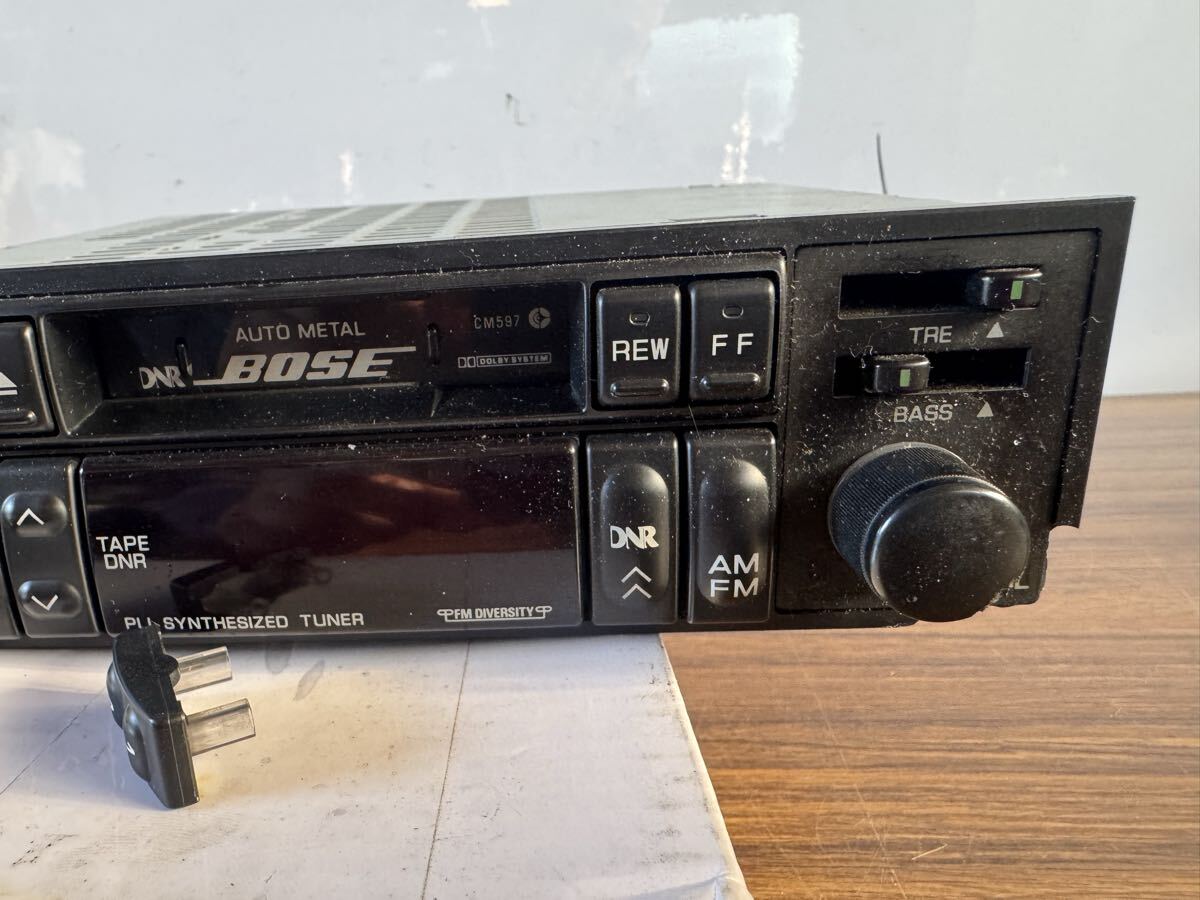 AUTO METAL
CM597
DNR BOSE
DOLBY SYSTEM
REW
FF
TRE
BASS
TAPE
DNR
DNR
AM
FM
SYNTHESIZED TUNER
FM DIVERSITY